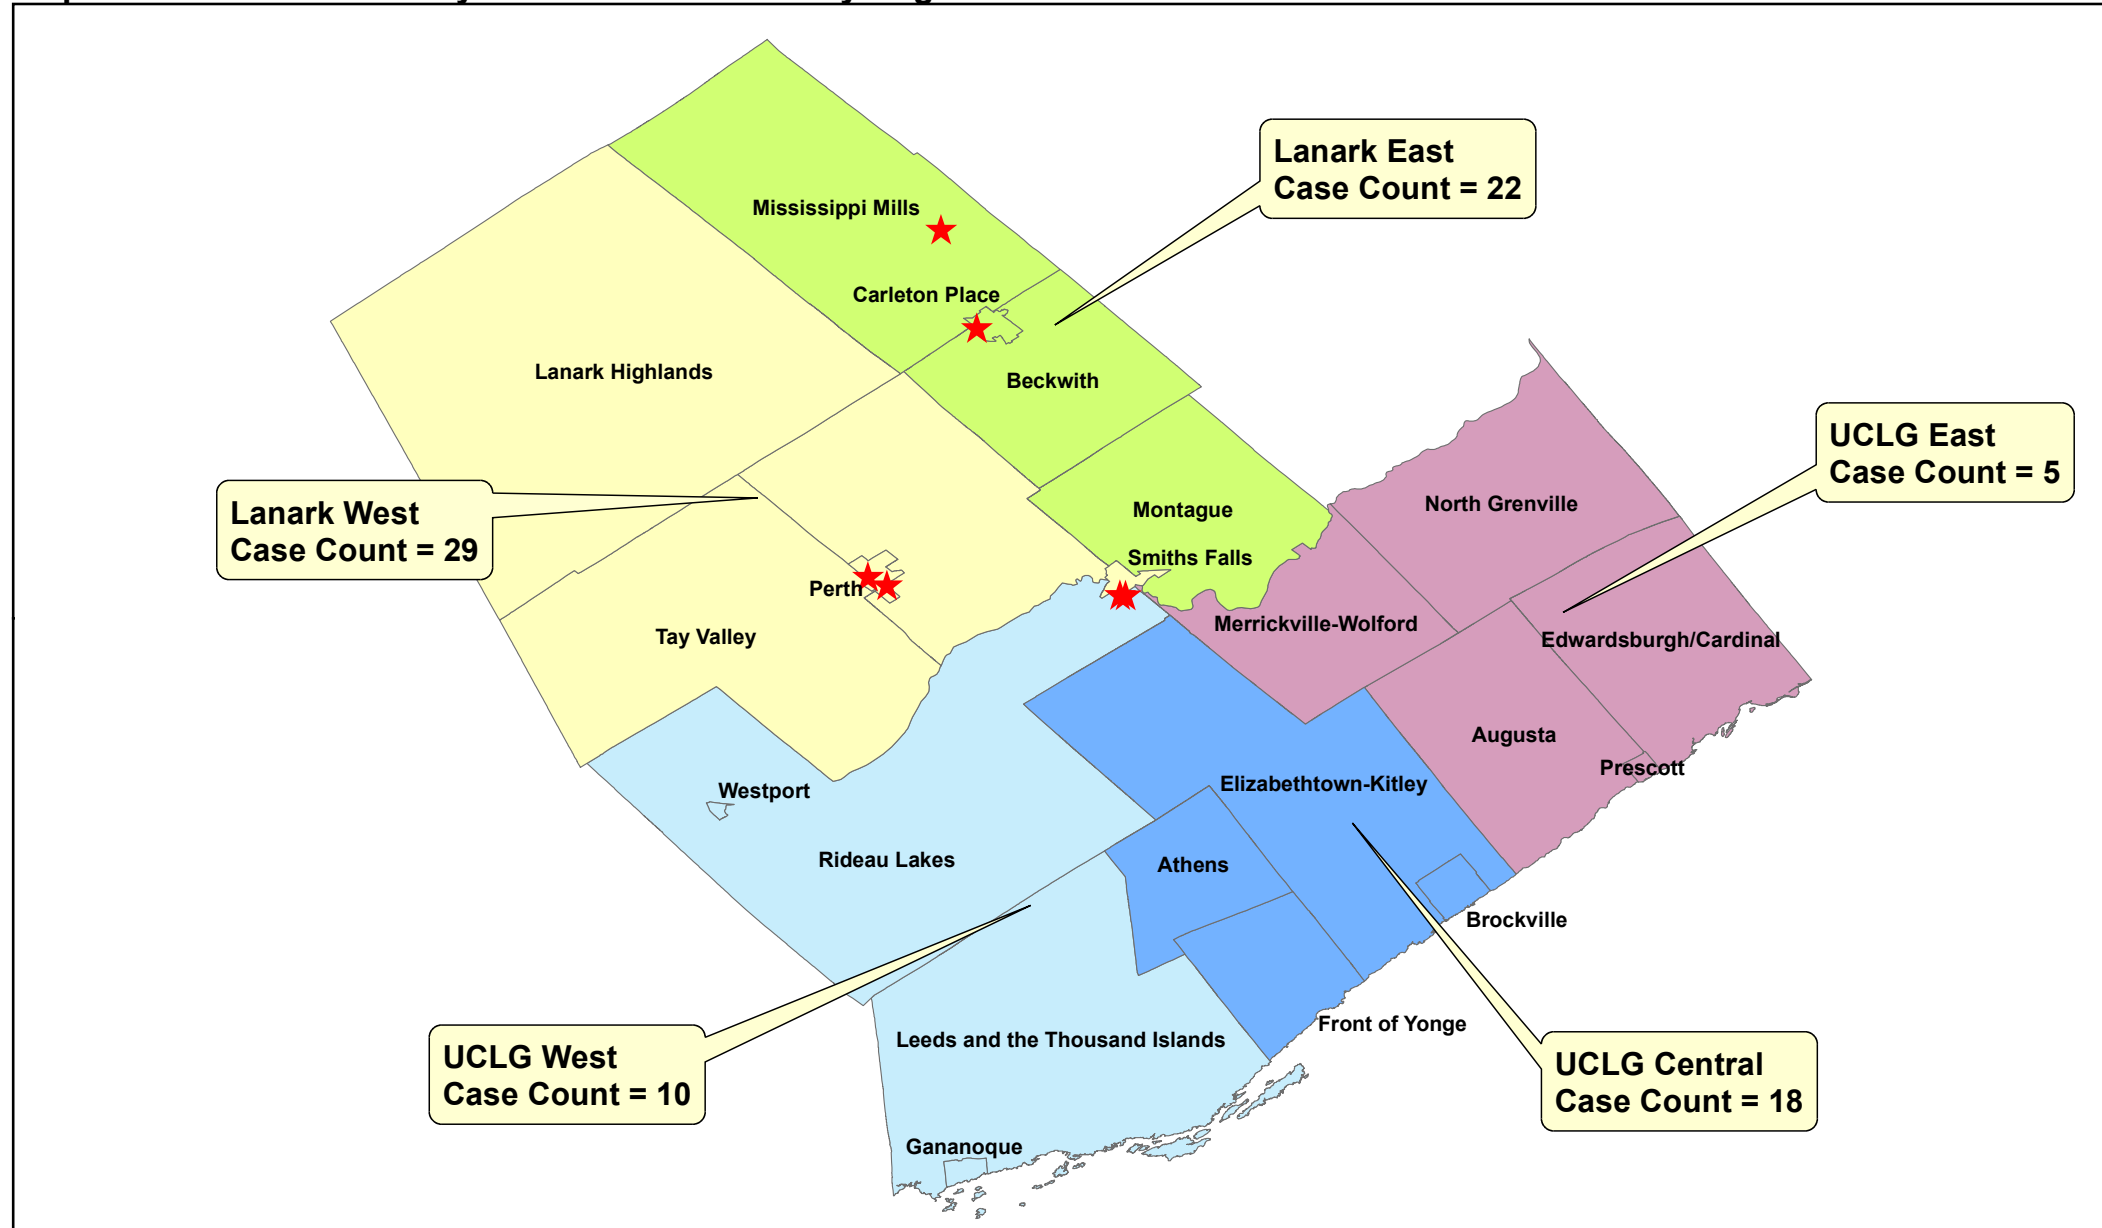 Lanark East
Case Count = 22
Mississippi Mills
Carleton Place
Lanark Highlands
Beckwith
UCLG East
Case Count = 5
Lanark West
Case Count = 29
North Grenville
Montague
Smiths Falls
Perth
Merrickville-Wolford
Tay Valley
Edwardsburgh/Cardinal
Augusta
Prescott
Westport
Elizabethtown-Kitley
Rideau Lakes
Athens
Brockville
Front of Yonge
Leeds and the Thousand Islands
UCLG West
Case Count = 10
UCLG Central
Case Count = 18
Gananoque